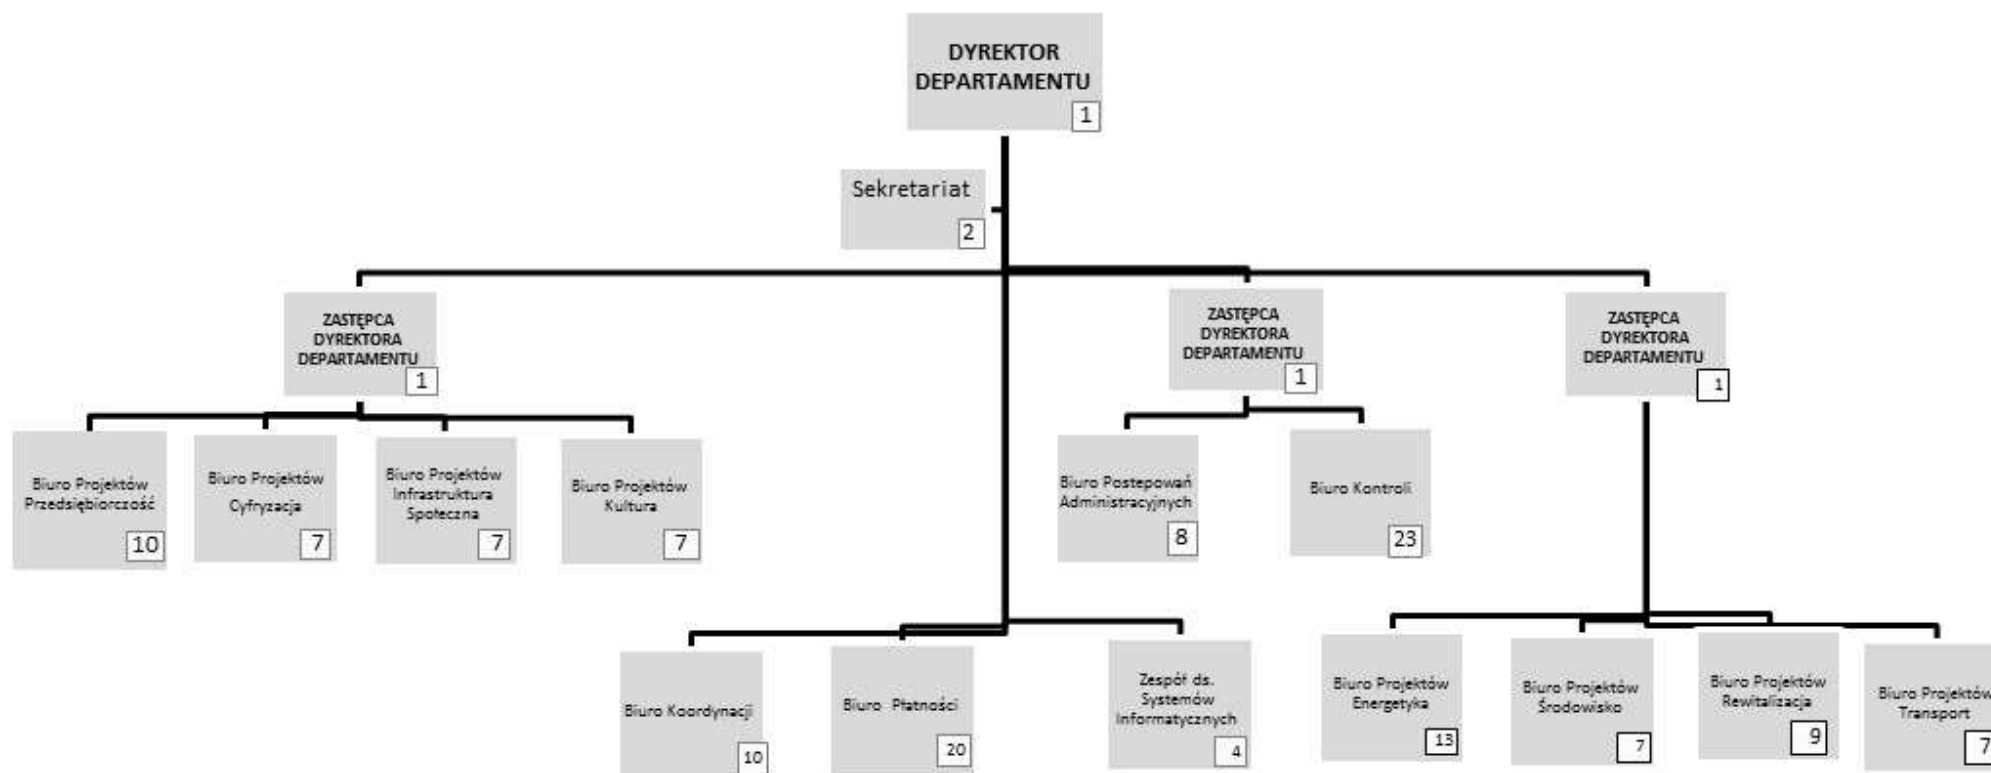 DYREKTOR
DEPARTAMENTU
1
Sekretariat
2
ZASTĘPCA
DYREKTORA
DEPARTAMENTU
1
ZASTĘPCA
DYREKTORA
DEPARTAMENTU
1
ZASTĘPCA
DYREKTORA
DEPARTAMENTU
1
Biuro Projektów
Przedsiębiorczość
10
Biuro Projektów
Cyfryzacja
7
Biuro Projektów
Infrastruktura
Społeczna
7
Biuro Projektów
Kultura
7
Biuro Postepowań
Administracyjnych
8
Biuro Kontroli
23
Biuro Koordynacji
10
Biuro Płatności
20
Zespół ds.
Systemów
Informatycznych
4
Biuro Projektów
Energetyka
13
Biuro Projektów
Środowisko
7
Biuro Projektów
Rewitalizacja
9
Biuro Projektów
Transport
7